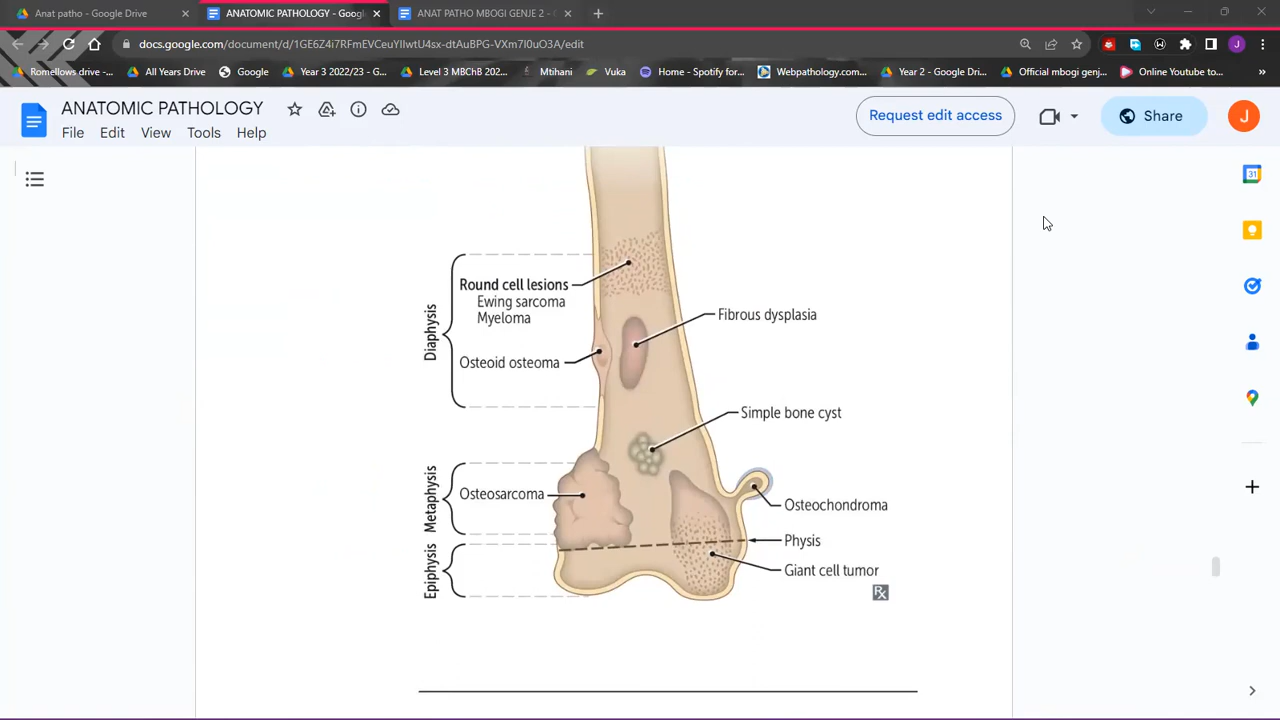 Anat patho - Google Drive
ANATOMIC PATHOLOGY - Goog
ANAT PATHO MBOGI GENJE 2 -
docs.google.com/document/d/1GE6Z4i7RFmEVCeuYIIwtU4sx-dtAuBPG-VXm7I0uO3A/edit
Romellows drive -...
All Years Drive
Google
Year 3 2022/23 - G...
Level 3 MBChB 202...
Mtihani
Vuka
Home - Spotify for...
Webpathology.com...
Year 2 - Google Dri...
Official mbogi genj...
Online Youtube to...
ANATOMIC PATHOLOGY
Request edit access
Share
J
File Edit View Tools Help
31
Diaphysis
Round cell lesions
Ewing sarcoma
Myeloma
Fibrous dysplasia
Osteoid osteoma
Simple bone cyst
Metaphysis
Osteosarcoma
Osteochondroma
Physis
Epiphysis
Giant cell tumor
Rx